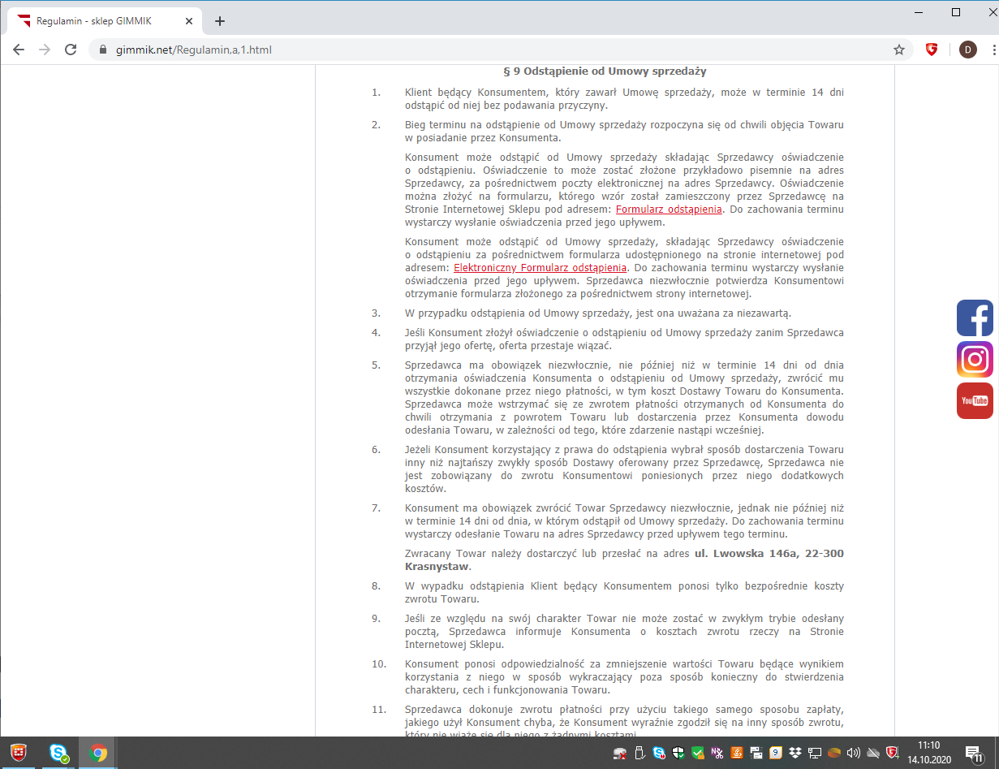 Regulamin - sklep GIMMIK
gimmik.net/Regulamin,a,1.html
D
§ 9 Odstąpienie od Umowy sprzedaży
1. Klient będący Konsumentem, który zawarł Umowę sprzedaży, może w terminie 14 dni
odstąpić od niej bez podawania przyczyny.
2. Bieg terminu na odstąpienie od Umowy sprzedaży rozpoczyna się od chwili objęcia Towaru
w posiadanie przez Konsumenta.
Konsument może odstąpić od Umowy sprzedaży składając Sprzedawcy oświadczenie
o odstąpieniu. Oświadczenie to może zostać złożone przykładowo pisemnie na adres
Sprzedawcy, za pośrednictwem poczty elektronicznej na adres Sprzedawcy. Oświadczenie
można złożyć na formularzu, którego wzór został zamieszczony przez Sprzedawcę na
Stronie Internetowej Sklepu pod adresem: Formularz odstąpienia. Do zachowania terminu
wystarczy wysłanie oświadczenia przed jego upływem.
Konsument może odstąpić od Umowy sprzedaży, składając Sprzedawcy oświadczenie
o odstąpieniu za pośrednictwem formularza udostępnionego na stronie internetowej pod
adresem: Elektroniczny Formularz odstąpienia. Do zachowania terminu wystarczy wysłanie
oświadczenia przed jego upływem. Sprzedawca niezwłocznie potwierdza Konsumentowi
otrzymanie formularza złożonego za pośrednictwem strony internetowej.
3. W przypadku odstąpienia od Umowy sprzedaży, jest ona uważana za niezawartą.
4. Jeśli Konsument złożył oświadczenie o odstąpieniu od Umowy sprzedaży zanim Sprzedawca
przyjął jego ofertę, oferta przestaje wiązać.
5. Sprzedawca ma obowiązek niezwłocznie, nie później niż w terminie 14 dni od dnia
otrzymania oświadczenia Konsumenta o odstąpieniu od Umowy sprzedaży, zwrócić mu
wszystkie dokonane przez niego płatności, w tym koszt Dostawy Towaru do Konsumenta.
Sprzedawca może wstrzymać się ze zwrotem płatności otrzymanych od Konsumenta do
chwili otrzymania z powrotem Towaru lub dostarczenia przez Konsumenta dowodu
odesłania Towaru, w zależności od tego, które zdarzenie nastąpi wcześniej.
6. Jeżeli Konsument korzystający z prawa do odstąpienia wybrał sposób dostarczenia Towaru
inny niż najtańszy zwykły sposób Dostawy oferowany przez Sprzedawcę, Sprzedawca nie
jest zobowiązany do zwrotu Konsumentowi poniesionych przez niego dodatkowych
kosztów.
7. Konsument ma obowiązek zwrócić Towar Sprzedawcy niezwłocznie, jednak nie później niż
w terminie 14 dni od dnia, w którym odstąpił od Umowy sprzedaży. Do zachowania terminu
wystarczy odesłanie Towaru na adres Sprzedawcy przed upływem tego terminu.
Zwracany Towar należy dostarczyć lub przesłać na adres ul. Lwowska 146a, 22-300
Krasnystaw.
8. W wypadku odstąpienia Klient będący Konsumentem ponosi tylko bezpośrednie koszty
zwrotu Towaru.
9. Jeśli ze względu na swój charakter Towar nie może zostać w zwykłym trybie odesłany
pocztą, Sprzedawca informuje Konsumenta o kosztach zwrotu rzeczy na Stronie
Internetowej Sklepu.
10. Konsument ponosi odpowiedzialność za zmniejszenie wartości Towaru będące wynikiem
korzystania z niego w sposób wykraczający poza sposób konieczny do stwierdzenia
charakteru, cech i funkcjonowania Towaru.
11. Sprzedawca dokonuje zwrotu płatności przy użyciu takiego samego sposobu zapłaty,
jakiego użył Konsument chyba, że Konsument wyraźnie zgodził się na inny sposób zwrotu,
który nie wiąże się dla niego z żadnymi kosztami.
You Tube
9
11:10
14.10.2020
11